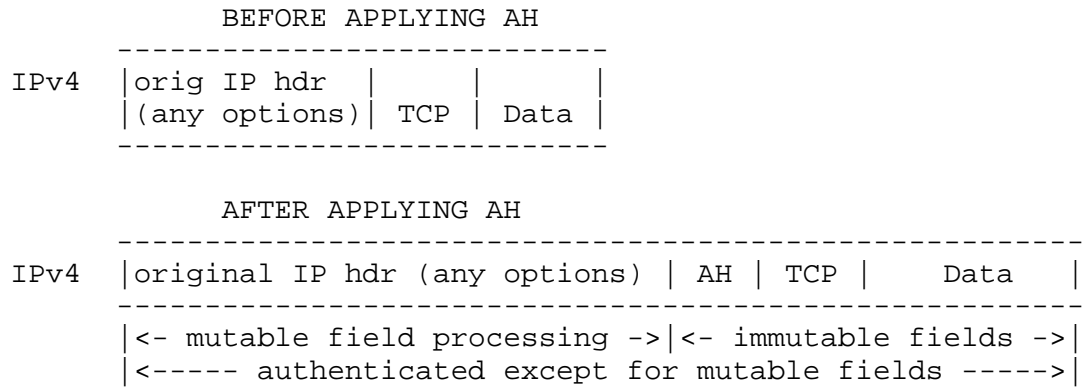 BEFORE APPLYING AH
----------------------------
IPv4 |orig IP hdr | | |
|(any options)| TCP | Data |
----------------------------
AFTER APPLYING AH
-------------------------------------------------------
IPv4 |original IP hdr (any options) | AH | TCP | Data |
-------------------------------------------------------
|<- mutable field processing ->|<- immutable fields ->|
|<----- authenticated except for mutable fields ----->|